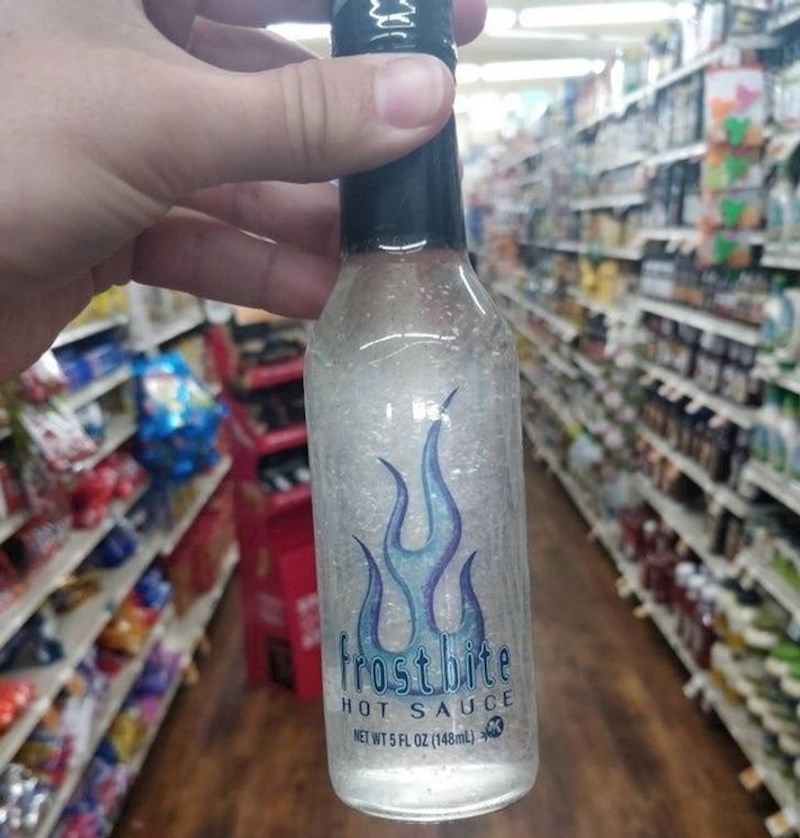 frostbite
HOT SAUCE
NET WT 5 FL OZ (148mL) K